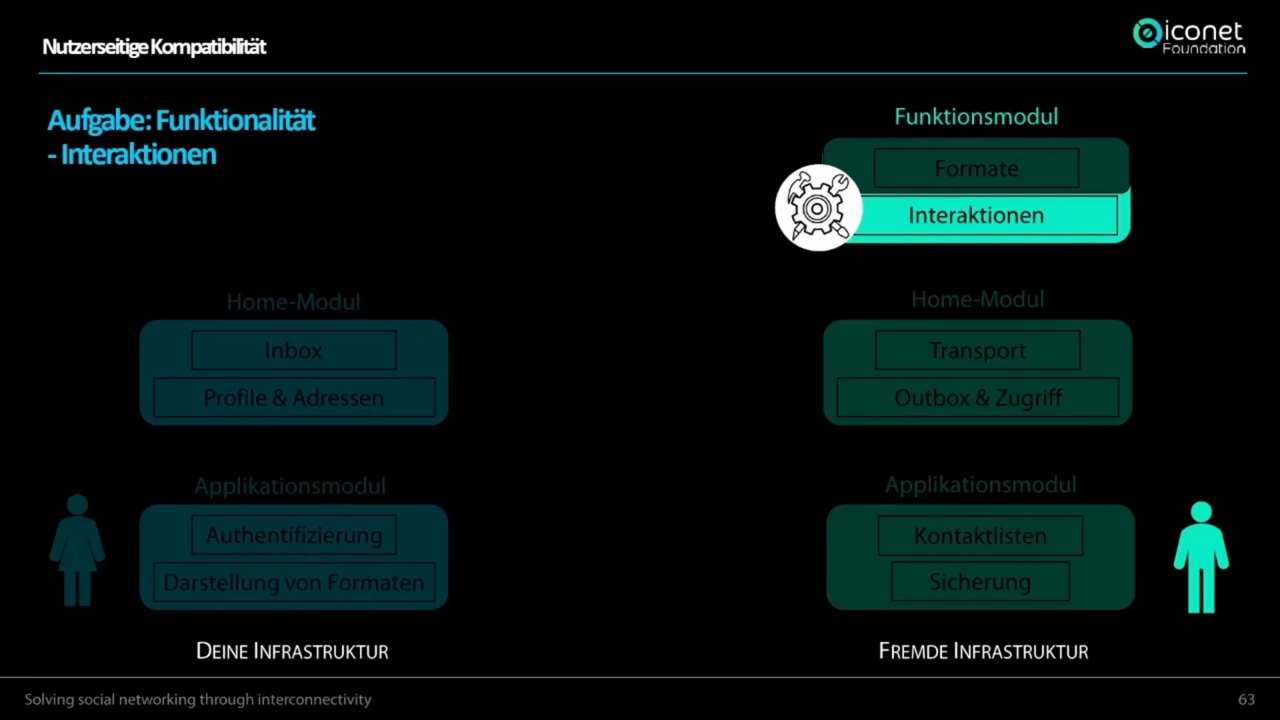 Nutzerseitige Kompatibilität
iconet
Foundation
Aufgabe: Funktionalität
- Interaktionen
Funktionsmodul
Formate
Interaktionen
Home-Modul
Inbox
Profile & Adressen
Home-Modul
Transport
Outbox & Zugriff
Applikationsmodul
Authentifizierung
Darstellung von Formaten
Applikationsmodul
Kontaktlisten
Sicherung
DEINE INFRASTRUKTUR
FREMDE INFRASTRUKTUR
Solving social networking through interconnectivity
63